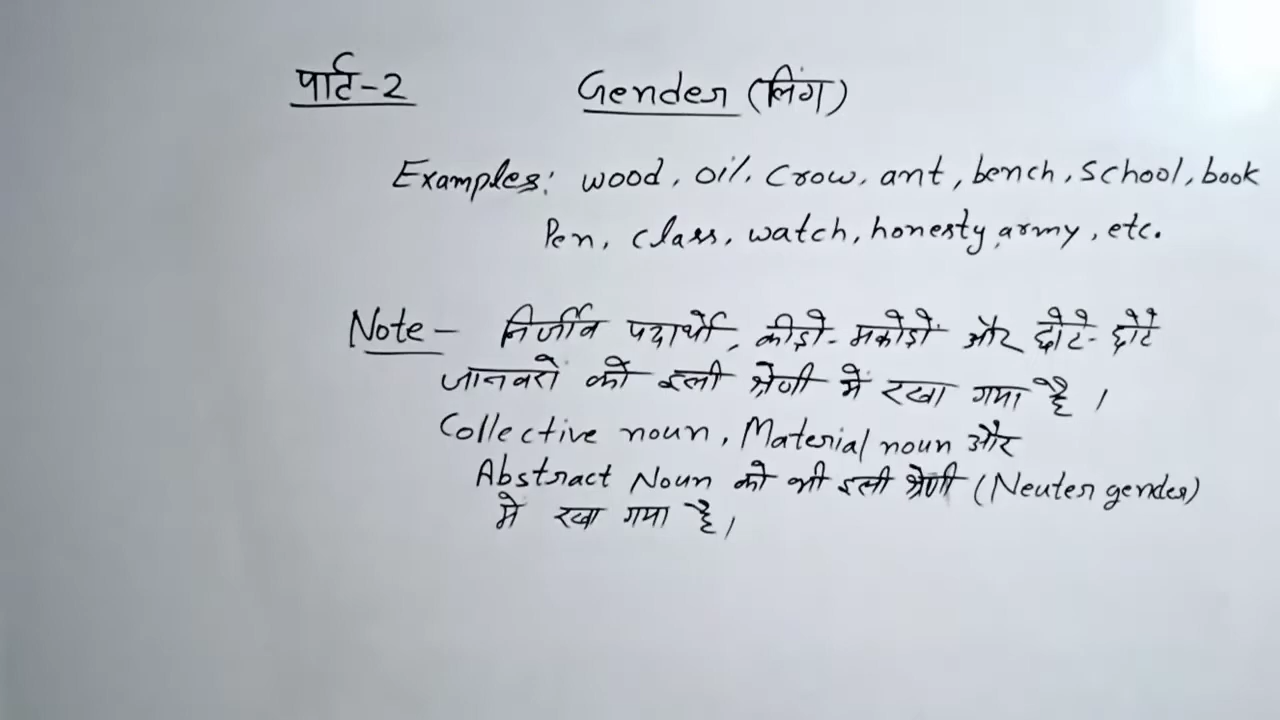 पार्ट-2 Gender (लिंग)
Examples: wood, oil, Crow, ant, bench, School, book
Pen, class, watch, honesty, army, etc.
Note- निर्जीव पदार्थों, कीड़ो-मकोड़ों और छोटे-छोटे
जानवरों को इसी श्रेणी में रखा गया है।
Collective noun, Material noun और
Abstract Noun को भी इसी श्रेणी (Neuter gender)
मे रखा गया है।